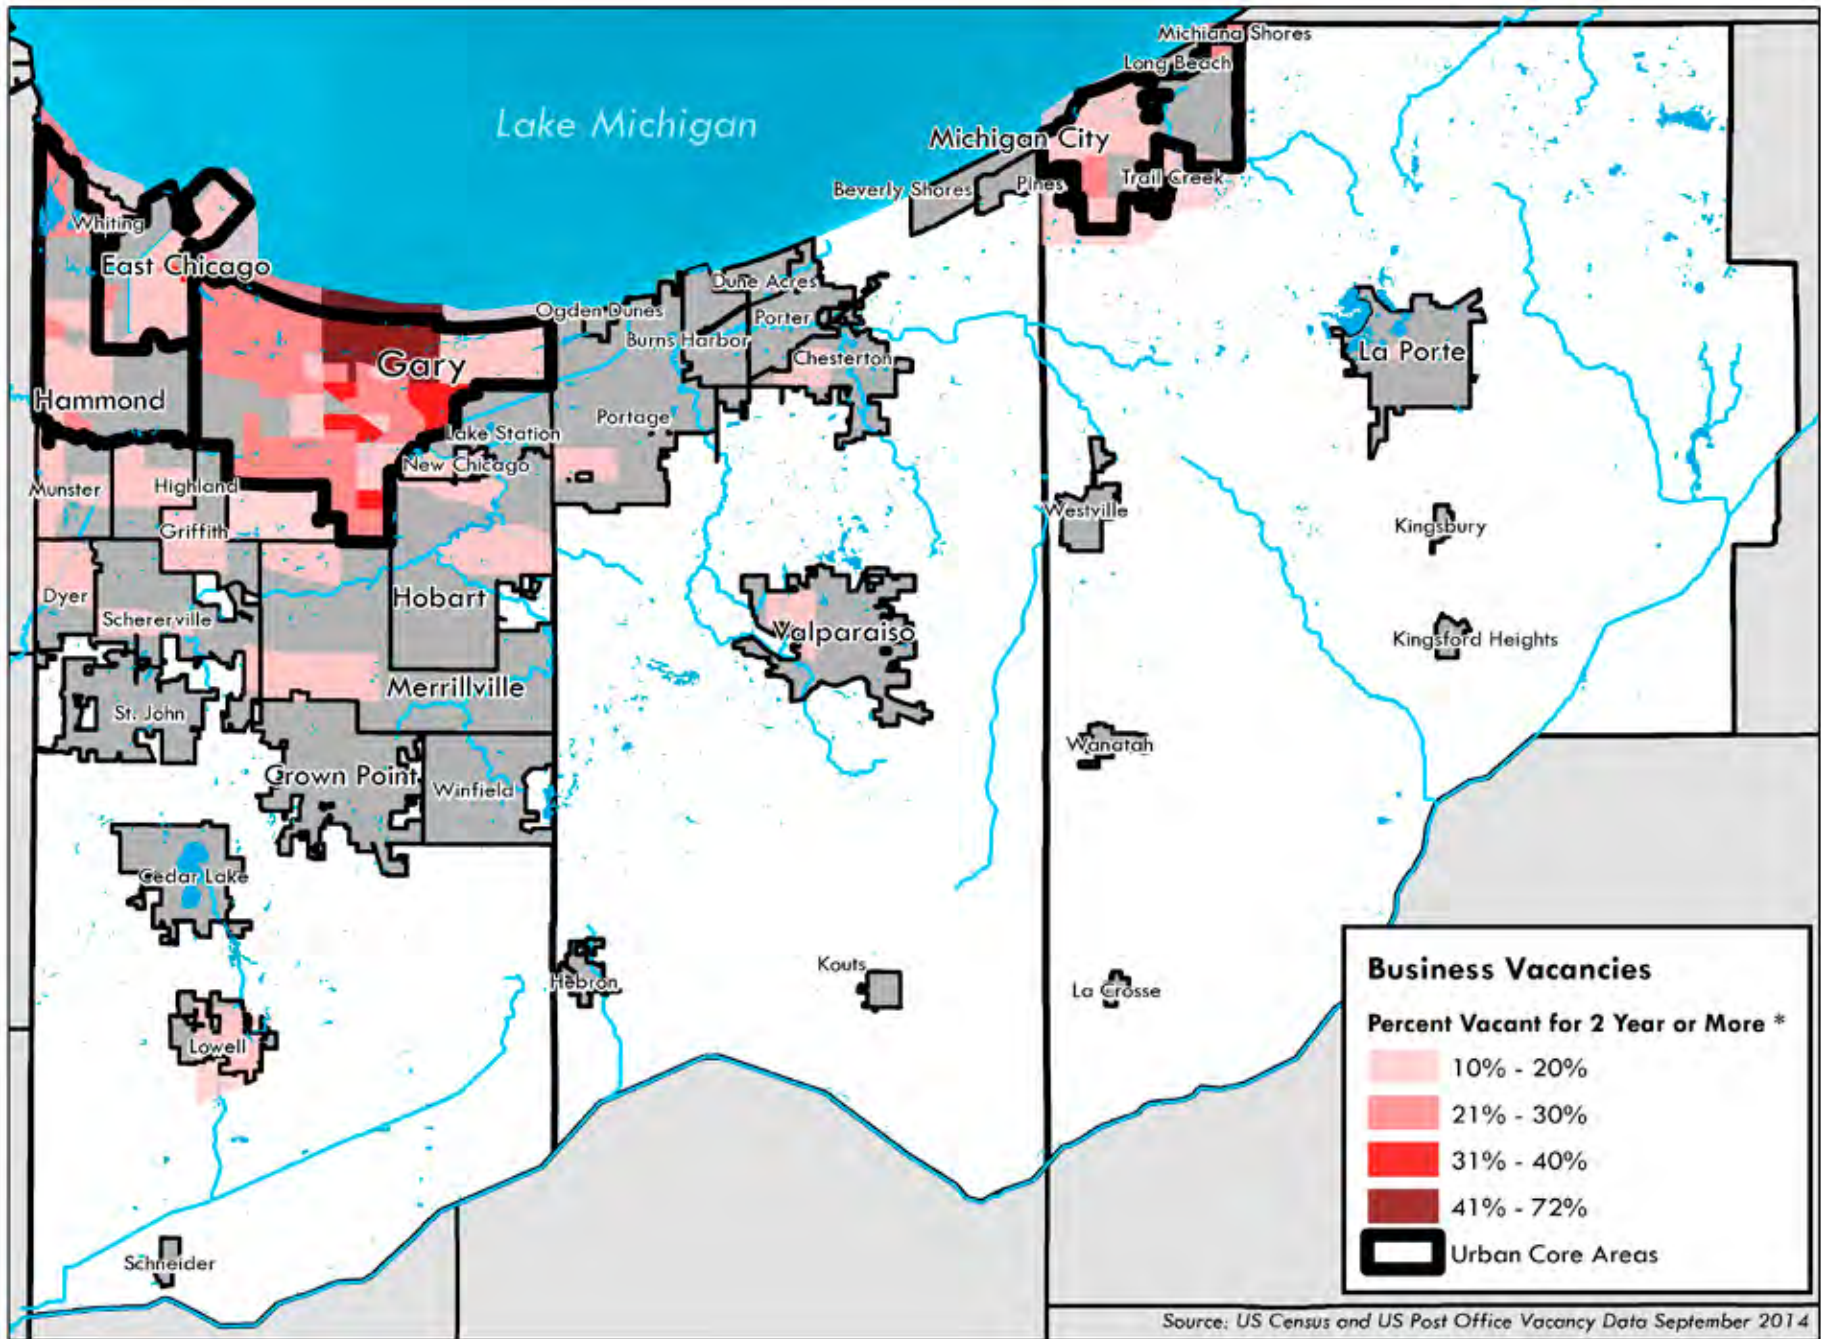 Michiana Shores
Long Beach
Lake Michigan
Michigan City
Trail Creek
Pines
Beverly Shores
Whiting
East Chicago
Dune Acres
Ogden Dunes
Porter
Burns Harbor
Chesterton
La Porte
Gary
Hammond
Portage
Lake Station
New Chicago
Munster
Highland
Griffith
Westville
Kingsbury
Dyer
Hobart
Schererville
Valparaiso
Kingsford Heights
Merrillville
St. John
Wanatah
Crown Point
Winfield
Cedar Lake
Kouts
Hebron
La Crosse
Lowell
Schneider
Business Vacancies
Percent Vacant for 2 Year or More *
10% - 20%
21% - 30%
31% - 40%
41% - 72%
Urban Core Areas
Source: US Census and US Post Office Vacancy Data September 2014